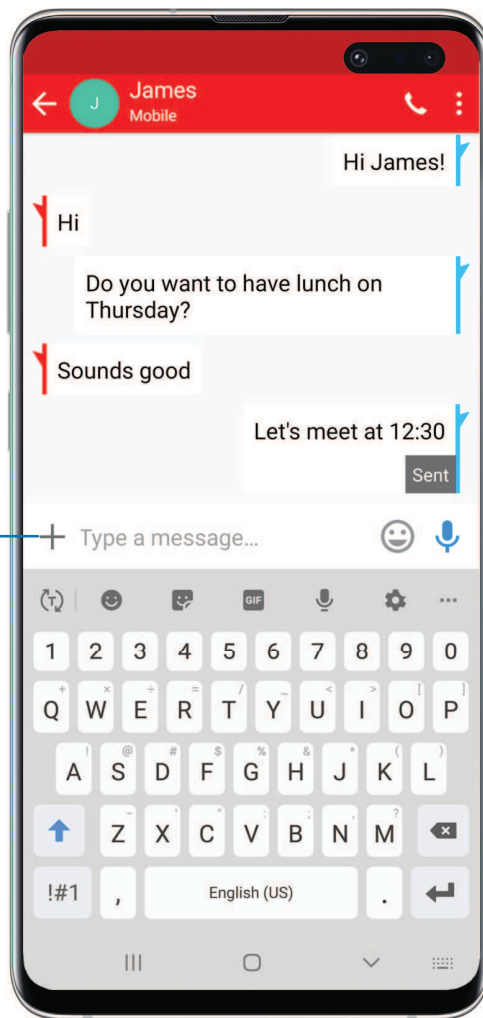 J
James
Mobile
Hi James!
Hi
Do you want to have lunch on
Thursday?
Sounds good
Let's meet at 12:30
Sent
Type a message...
T
GIF
1 2 3 4 5 6 7 8 9 0
+ × ÷ = / _ < > [ ]
Q W E R T Y U I O P
! @ # $ % & * ( )
A S D F G H J K L
- ' " : ; , ?
Z X C V B N M
!#1 , English (US) .